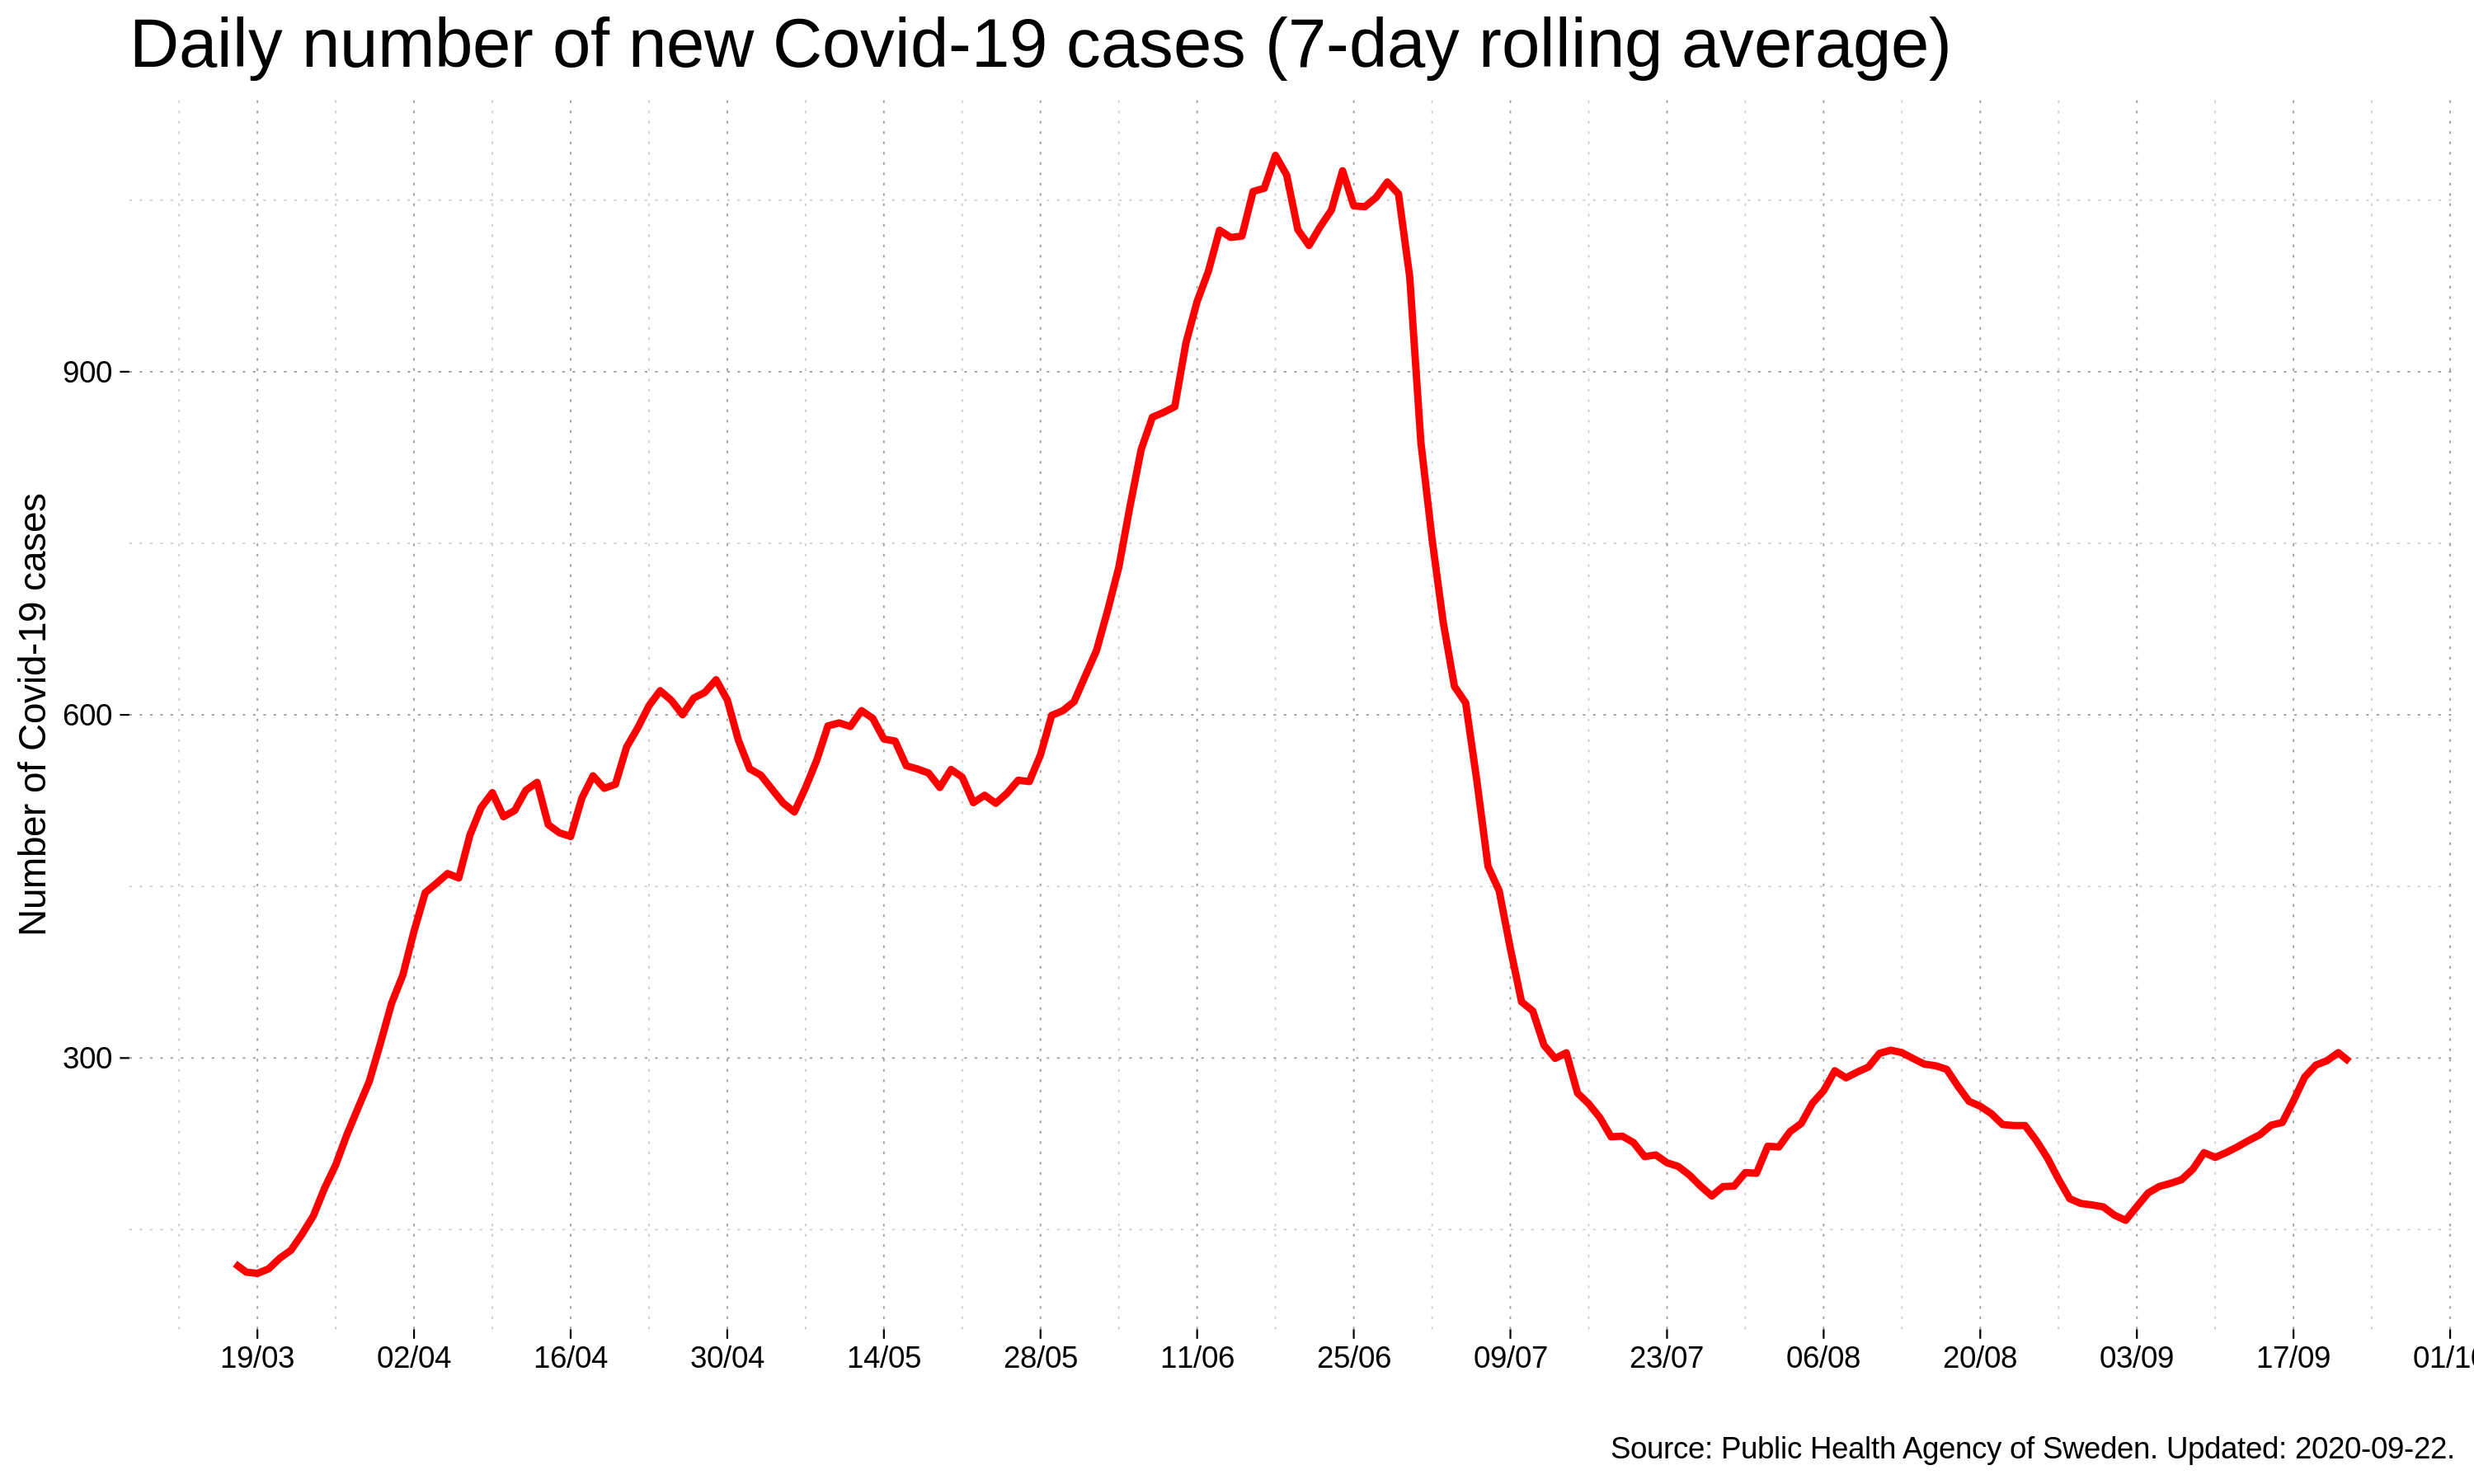 Daily number of new Covid-19 cases (7-day rolling average)
Number of Covid-19 cases
900
600
300
19/03 02/04 16/04 30/04 14/05 28/05 11/06 25/06 09/07 23/07 06/08 20/08 03/09 17/09 01/10
Source: Public Health Agency of Sweden. Updated: 2020-09-22.